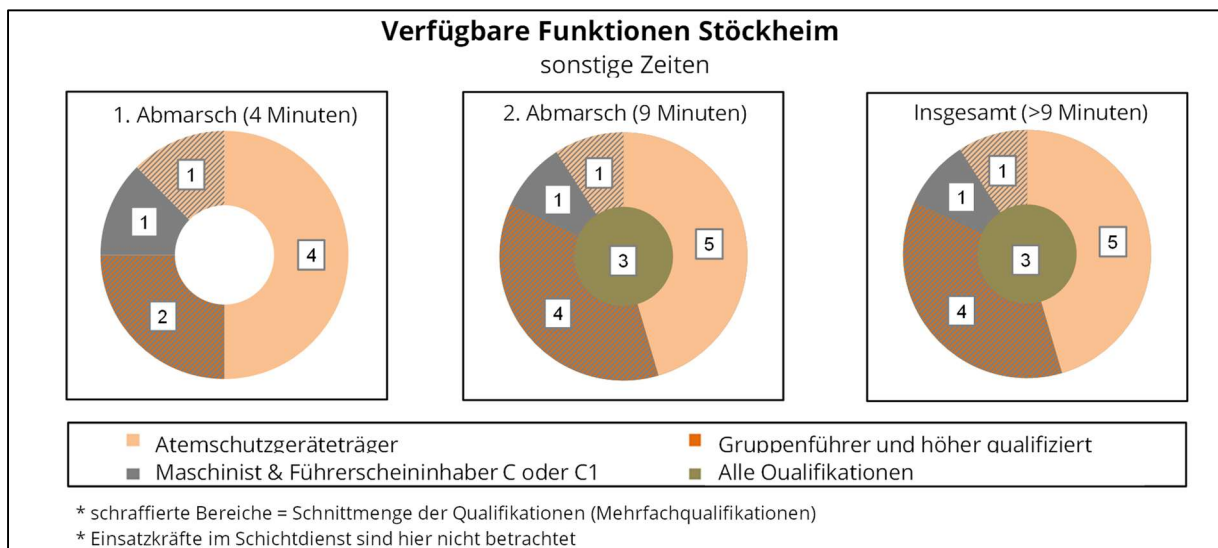 Verfügbare Funktionen Stöckheim
sonstige Zeiten
1. Abmarsch (4 Minuten)
1
1
4
2
2. Abmarsch (9 Minuten)
1
1
5
3
4
Insgesamt (>9 Minuten)
1
1
5
3
4
Atemschutzgeräteträger
Gruppenführer und höher qualifiziert
Maschinist & Führerscheininhaber C oder C1
Alle Qualifikationen
* schraffierte Bereiche = Schnittmenge der Qualifikationen (Mehrfachqualifikationen)
* Einsatzkräfte im Schichtdienst sind hier nicht betrachtet